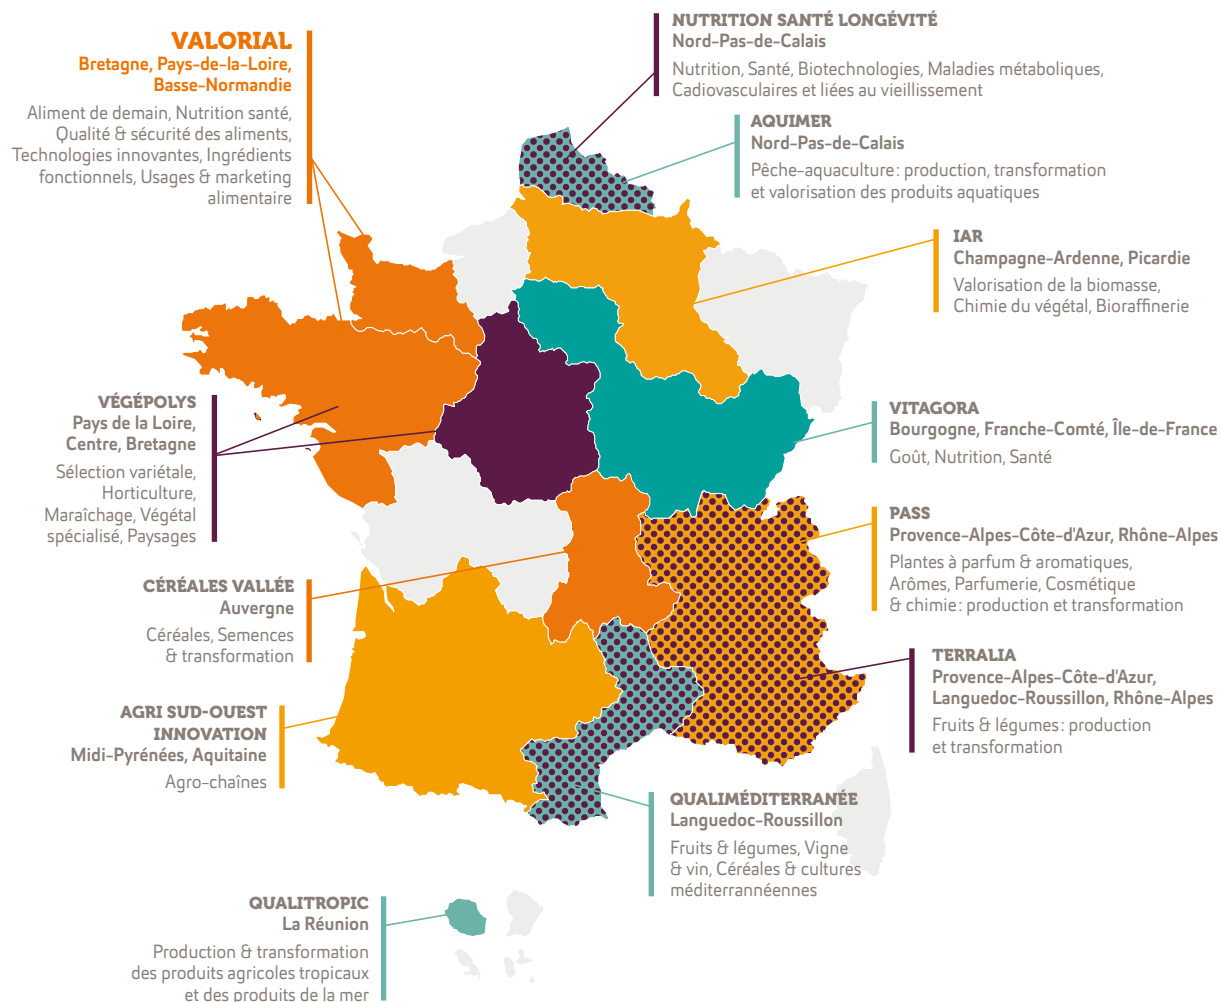 VALORIAL
Bretagne, Pays-de-la-Loire,
Basse-Normandie
Aliment de demain, Nutrition santé,
Qualité & sécurité des aliments,
Technologies innovantes, Ingrédients
fonctionnels, Usages & marketing
alimentaire
NUTRITION SANTÉ LONGÉVITÉ
Nord-Pas-de-Calais
Nutrition, Santé, Biotechnologies, Maladies métaboliques,
Cadiovasculaires et liées au vieillissement
AQUIMER
Nord-Pas-de-Calais
Pêche-aquaculture : production, transformation
et valorisation des produits aquatiques
IAR
Champagne-Ardenne, Picardie
Valorisation de la biomasse,
Chimie du végétal, Bioraffinerie
VÉGÉPOLYS
Pays de la Loire,
Centre, Bretagne
Sélection variétale,
Horticulture,
Maraîchage, Végétal
spécialisé, Paysages
VITAGORA
Bourgogne, Franche-Comté, Île-de-France
Goût, Nutrition, Santé
PASS
Provence-Alpes-Côte-d'Azur, Rhône-Alpes
Plantes à parfum & aromatiques,
Arômes, Parfumerie, Cosmétique
& chimie : production et transformation
CÉRÉALES VALLÉE
Auvergne
Céréales, Semences
& transformation
TERRALIA
Provence-Alpes-Côte-d'Azur,
Languedoc-Roussillon, Rhône-Alpes
Fruits & légumes : production
et transformation
AGRI SUD-OUEST
INNOVATION
Midi-Pyrénées, Aquitaine
Agro-chaînes
QUALIMÉDITERRANÉE
Languedoc-Roussillon
Fruits & légumes, Vigne
& vin, Céréales & cultures
méditerrannéennes
QUALITROPIC
La Réunion
Production & transformation
des produits agricoles tropicaux
et des produits de la mer